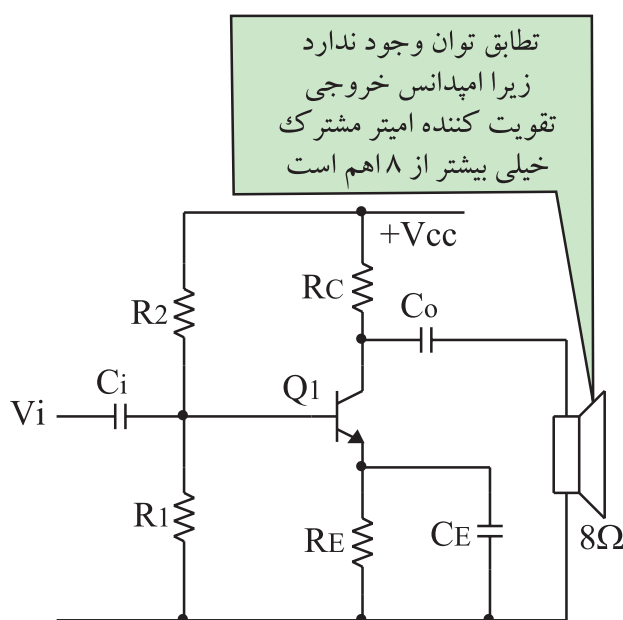 تطابق توان وجود ندارد
زیرا امپدانس خروجی
تقویت کننده امیتر مشترك
خیلی بیشتر از ۸ اهم است
+Vcc
RC
R2
Co
Ci
Q1
Vi
R1
RE
CE
8Ω